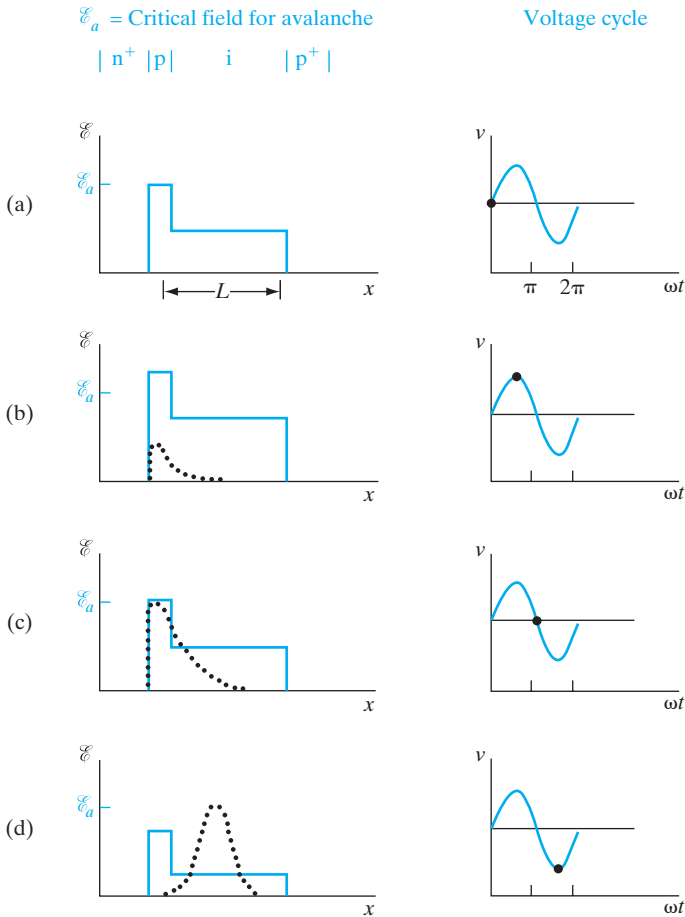 ℰa = Critical field for avalanche
Voltage cycle
| n+ | p | i | p+ |
(a)
ℰ
ℰa
L
x
v
π
2π
ωt
(b)
ℰ
ℰa
x
v
ωt
(c)
ℰ
ℰa
x
v
ωt
(d)
ℰ
ℰa
x
v
ωt